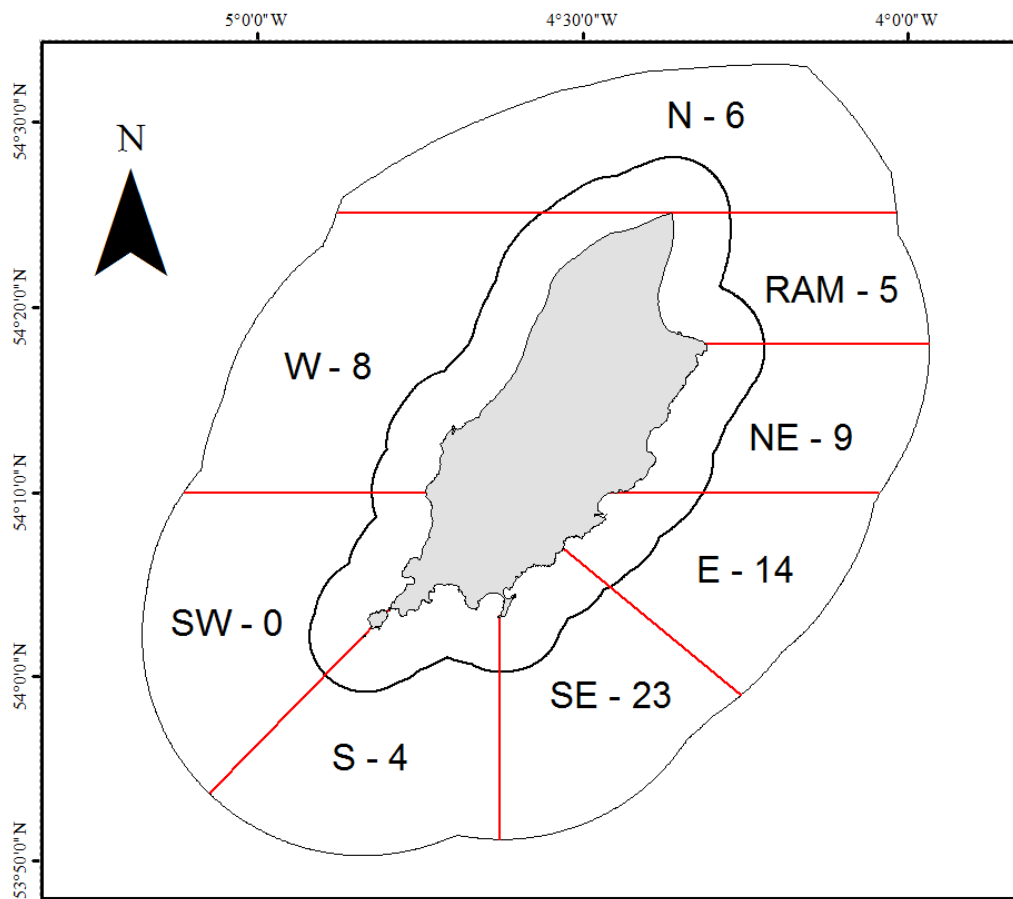 5°0'0"W 4°30'0"W 4°0'0"W
54°30'0"N
N
N - 6
54°20'0"N
RAM - 5
W - 8
NE - 9
54°10'0"N
E - 14
SW - 0
54°0'0"N
SE - 23
S - 4
53°50'0"N